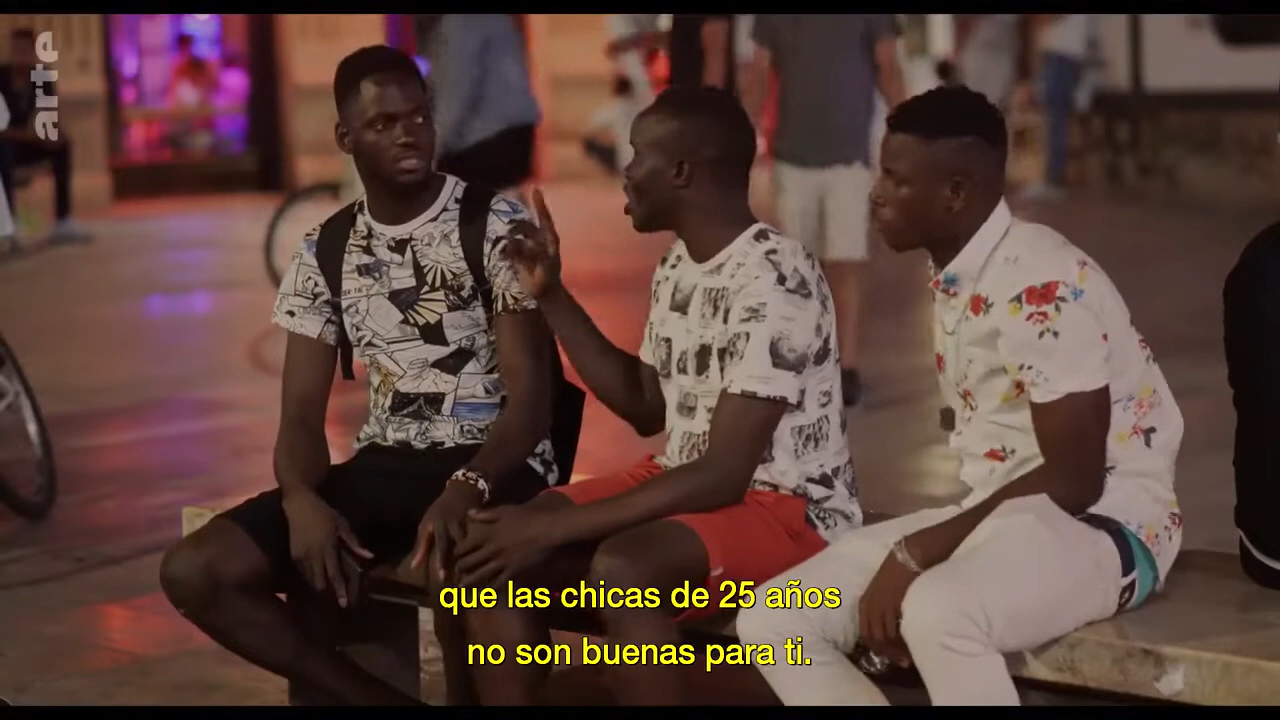 arte
que las chicas de 25 años
no son buenas para ti.